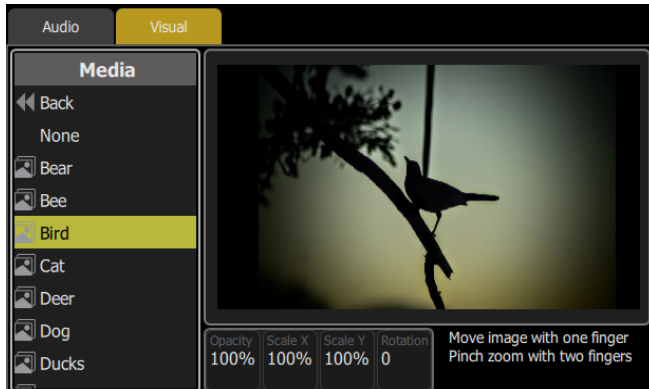 Audio
Visual
Media
Back
None
Bear
Bee
Bird
Cat
Deer
Dog
Ducks
Opacity
100%
Scale X
100%
Scale Y
100%
Rotation
0
Move image with one finger
Pinch zoom with two fingers